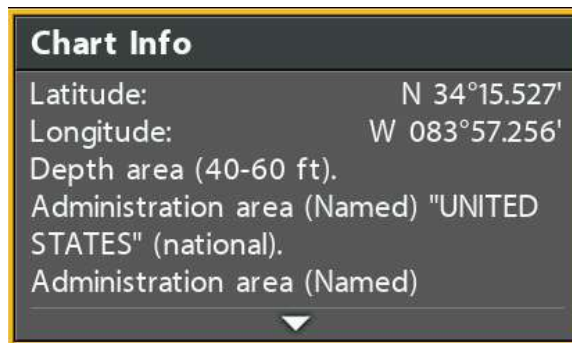 Chart Info
Latitude: N 34°15.527'
Longitude: W 083°57.256'
Depth area (40-60 ft).
Administration area (Named) "UNITED
STATES" (national).
Administration area (Named)